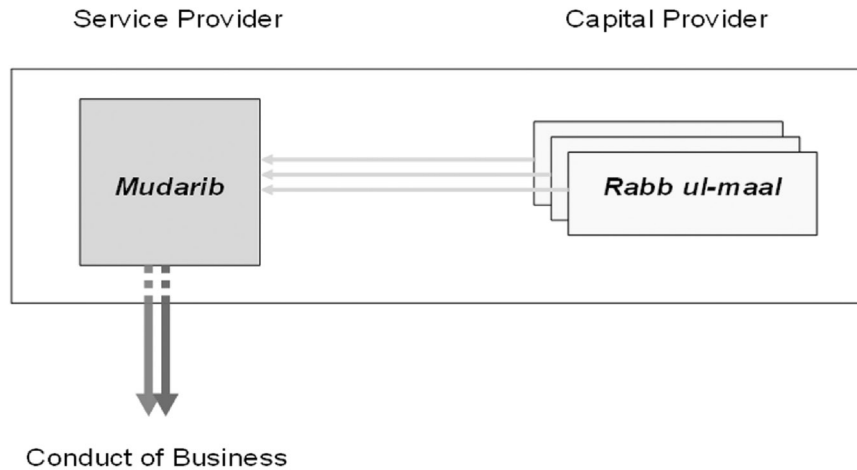 Service Provider
Capital Provider
Mudarib
Rabb ul-maal
Conduct of Business